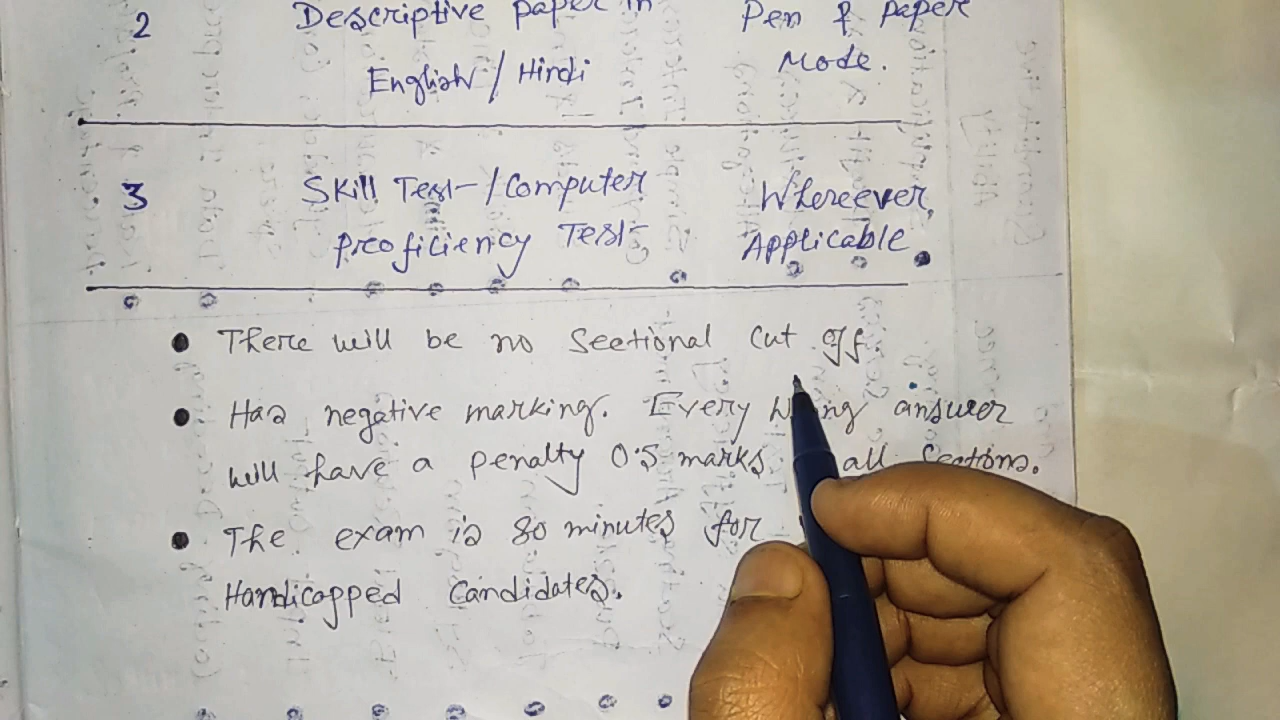 2 Descriptive paper in Pen & paper
English / Hindi Mode.
3 Skill Test / Computer Whereever
proficiency Test Applicable
• There will be no Sectional cut off
• Has negative marking. Every answer
will have a penalty 0.5 marks all Sections.
• The exam is 80 minutes for
Handicapped Candidates.